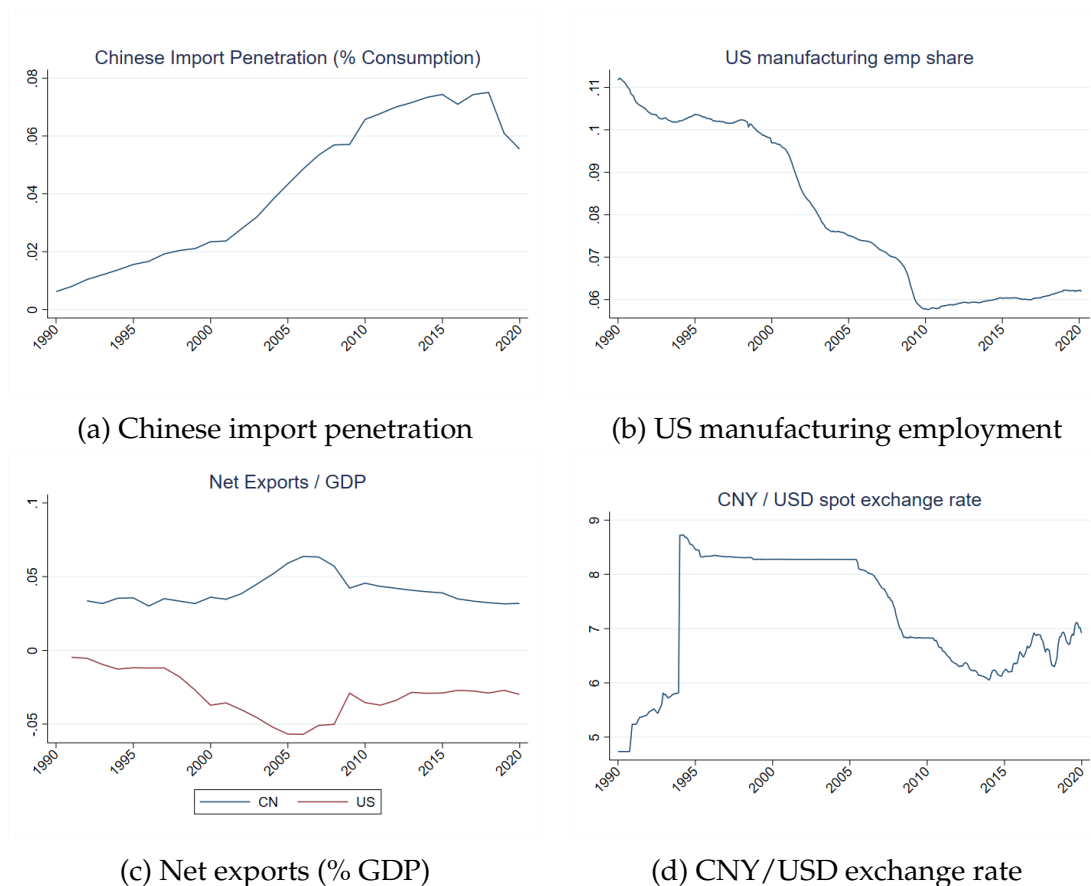 Chinese Import Penetration (% Consumption)
.08
.06
.04
.02
0
1990 1995 2000 2005 2010 2015 2020
(a) Chinese import penetration
US manufacturing emp share
.11
.1
.09
.08
.07
.06
1990 1995 2000 2005 2010 2015 2020
(b) US manufacturing employment
Net Exports / GDP
.1
.05
0
-.05
1990 1995 2000 2005 2010 2015 2020
CN US
(c) Net exports (% GDP)
CNY / USD spot exchange rate
9
8
7
6
5
1990 1995 2000 2005 2010 2015 2020
(d) CNY/USD exchange rate